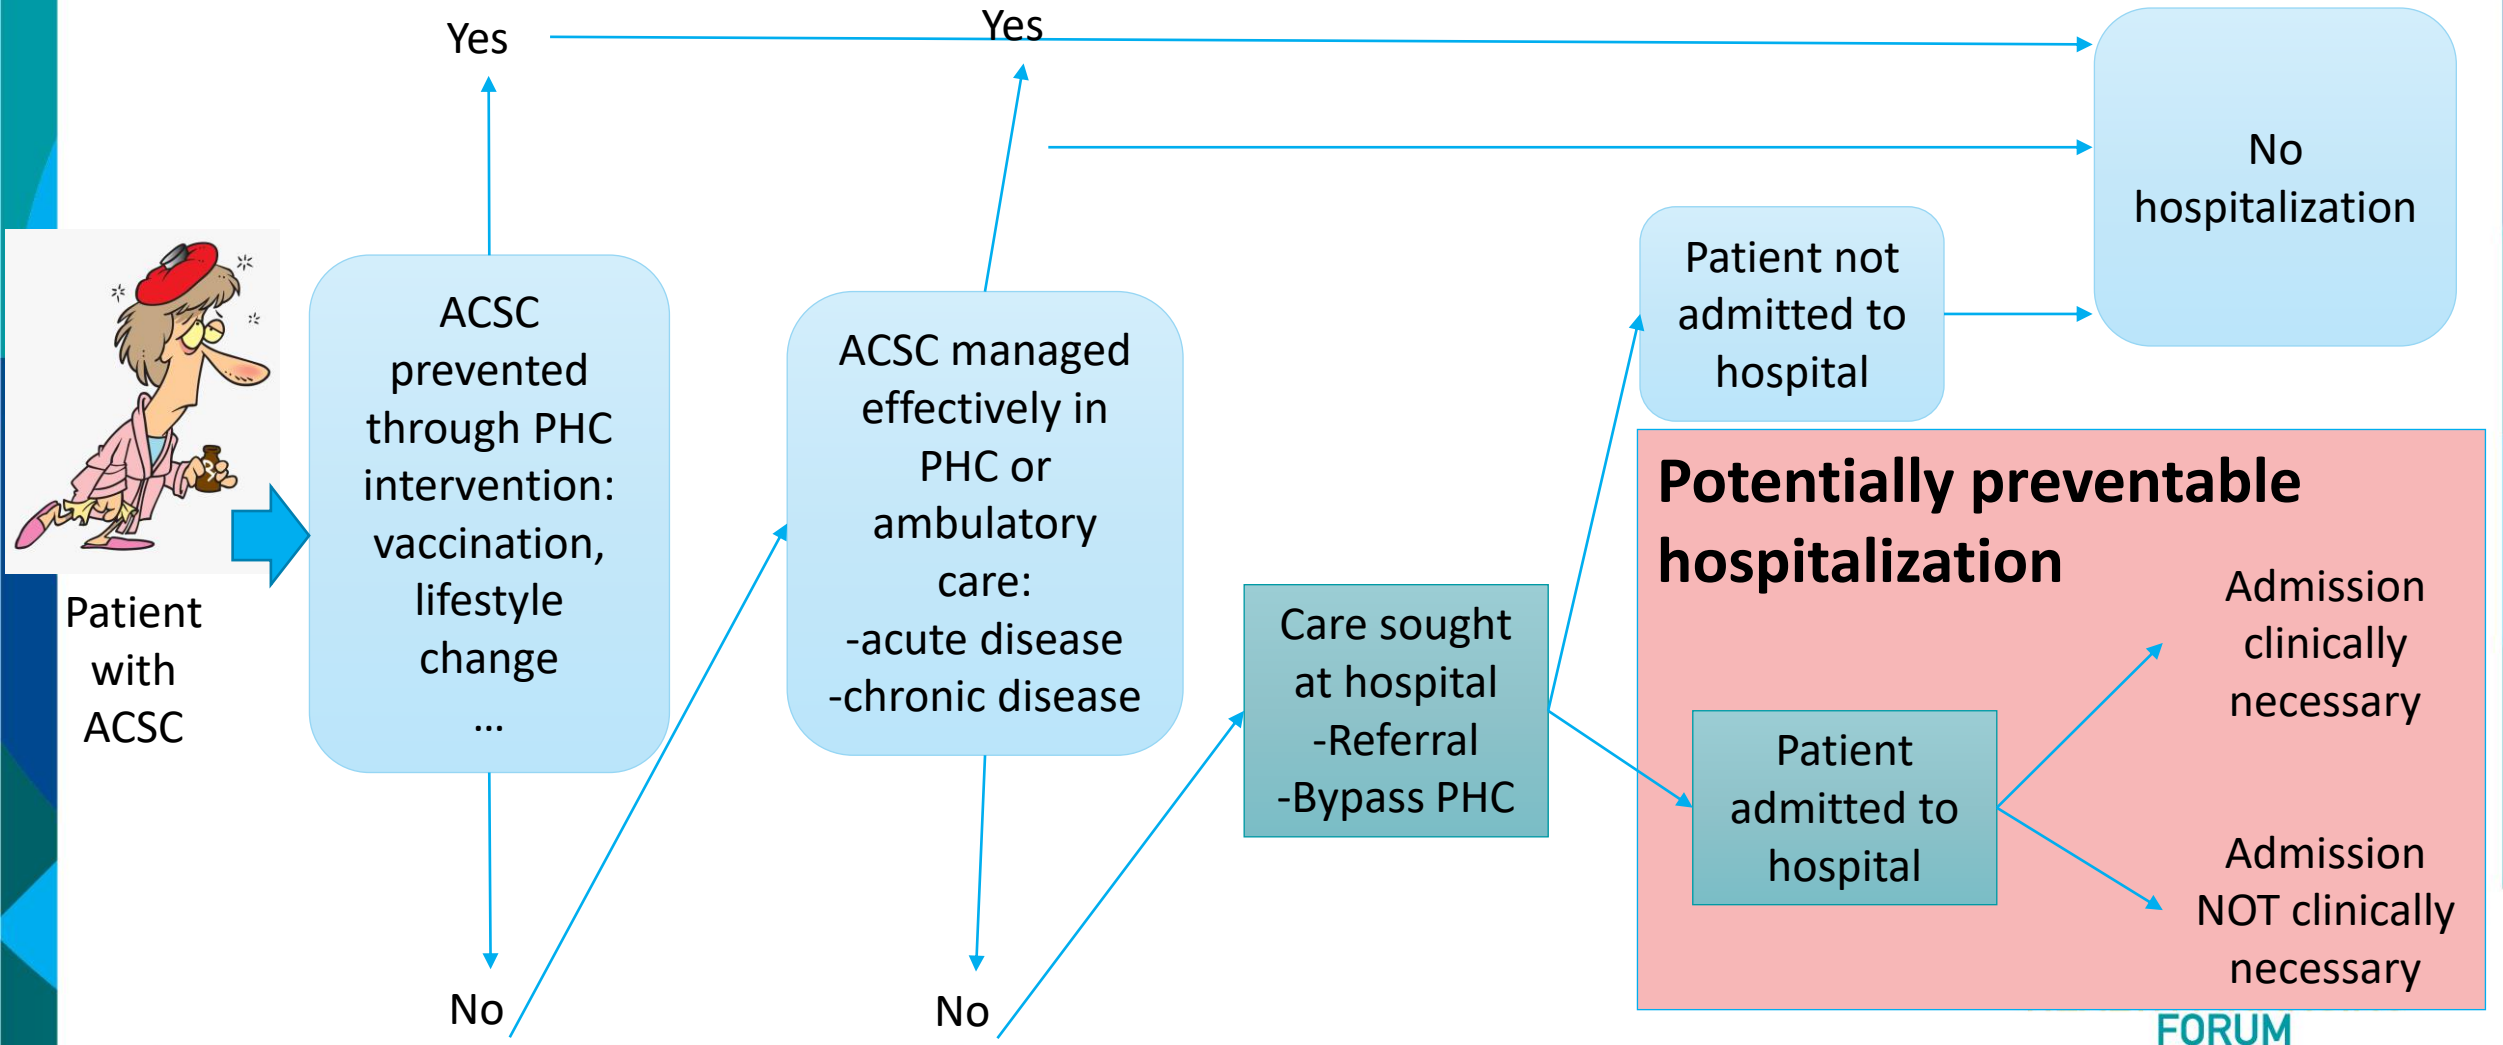 Yes
Yes
No
hospitalization
Patient not
admitted to
hospital
ACSC
prevented
through PHC
intervention:
vaccination,
lifestyle
change
...
ACSC managed
effectively in
PHC or
ambulatory
care:
-acute disease
-chronic disease
Patient
with
ACSC
Care sought
at hospital
-Referral
-Bypass PHC
Potentially preventable
hospitalization
Patient
admitted to
hospital
Admission
clinically
necessary
Admission
NOT clinically
necessary
No
No
FORUM